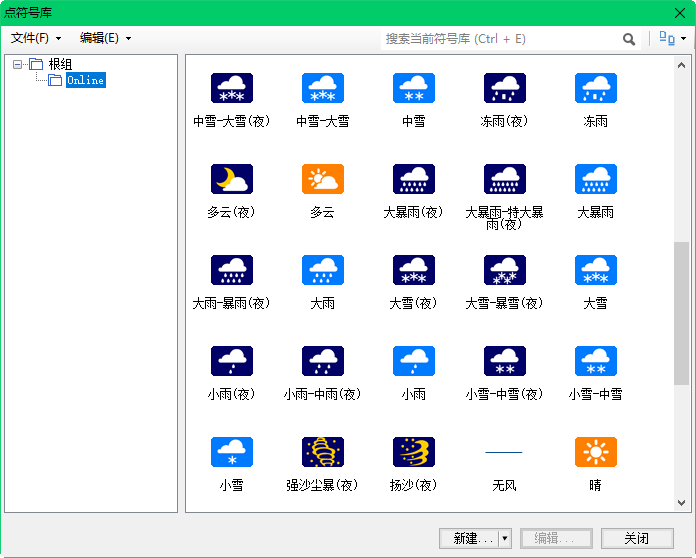 点符号库
文件(F) 编辑(E) 搜索当前符号库 (Ctrl + E)
根组
Online
中雪-大雪(夜) 中雪-大雪 中雪 冻雨(夜) 冻雨
多云(夜) 多云 大暴雨(夜) 大暴雨-特大暴 大暴雨
雨(夜)
大雨-暴雨(夜) 大雨 大雪(夜) 大雪-暴雪(夜) 大雪
小雨(夜) 小雨-中雨(夜) 小雨 小雪-中雪(夜) 小雪-中雪
小雪 强沙尘暴(夜) 扬沙(夜) 无风 晴
新建... 编辑... 关闭